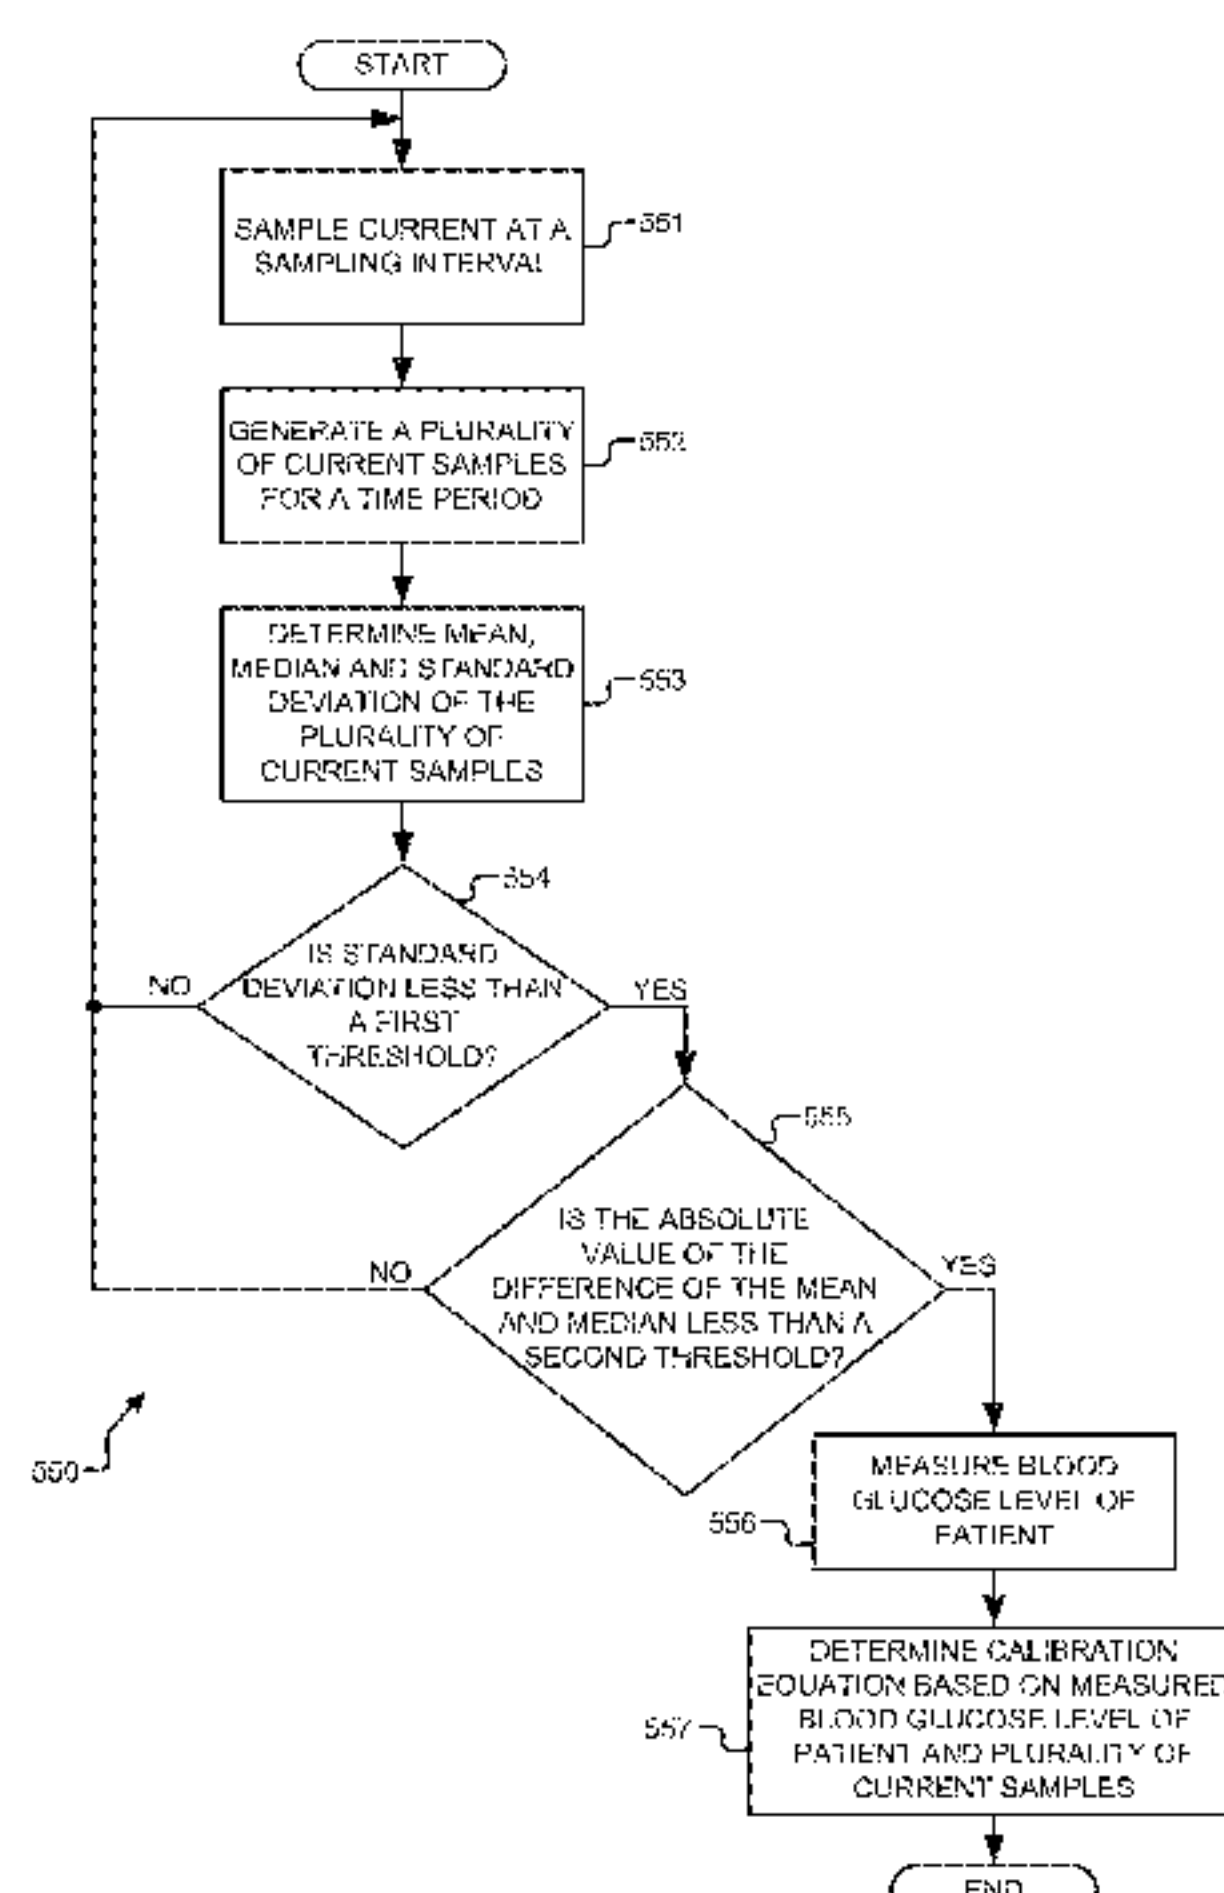 START
SAMPLE CURRENT AT A
SAMPLING INTERVAL
551
GENERATE A PLURALITY
OF CURRENT SAMPLES
FOR A TIME PERIOD
552
DETERMINE MEAN,
MEDIAN AND STANDARD
DEVIATION OF THE
PLURALITY OF
CURRENT SAMPLES
553
554
IS STANDARD
DEVIATION LESS THAN
A FIRST
THRESHOLD?
NO
YES
555
IS THE ABSOLUTE
VALUE OF THE
DIFFERENCE OF THE MEAN
AND MEDIAN LESS THAN A
SECOND THRESHOLD?
NO
YES
550
MEASURE BLOOD
GLUCOSE LEVEL OF
PATIENT
556
DETERMINE CALIBRATION
EQUATION BASED ON MEASURED
BLOOD GLUCOSE LEVEL OF
PATIENT AND PLURALITY OF
CURRENT SAMPLES
557
END